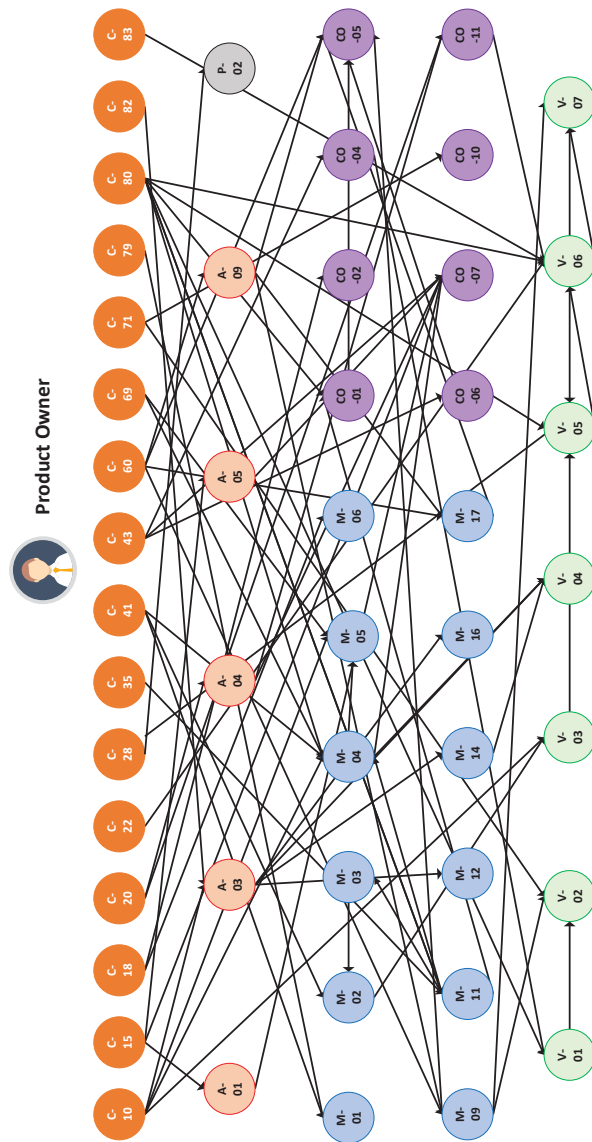 Product Owner
C-
10
C-
15
C-
18
C-
20
C-
22
C-
28
C-
35
C-
41
C-
43
C-
60
C-
69
C-
71
C-
79
C-
80
C-
82
C-
83
A-
01
A-
03
A-
04
A-
05
A-
09
P-
02
M-
01
M-
02
M-
03
M-
04
M-
05
M-
06
CO
-01
CO
-02
CO
-04
CO
-05
M-
09
M-
11
M-
12
M-
14
M-
16
M-
17
CO
-06
CO
-07
CO
-10
CO
-11
V-
01
V-
02
V-
03
V-
04
V-
05
V-
06
V-
07